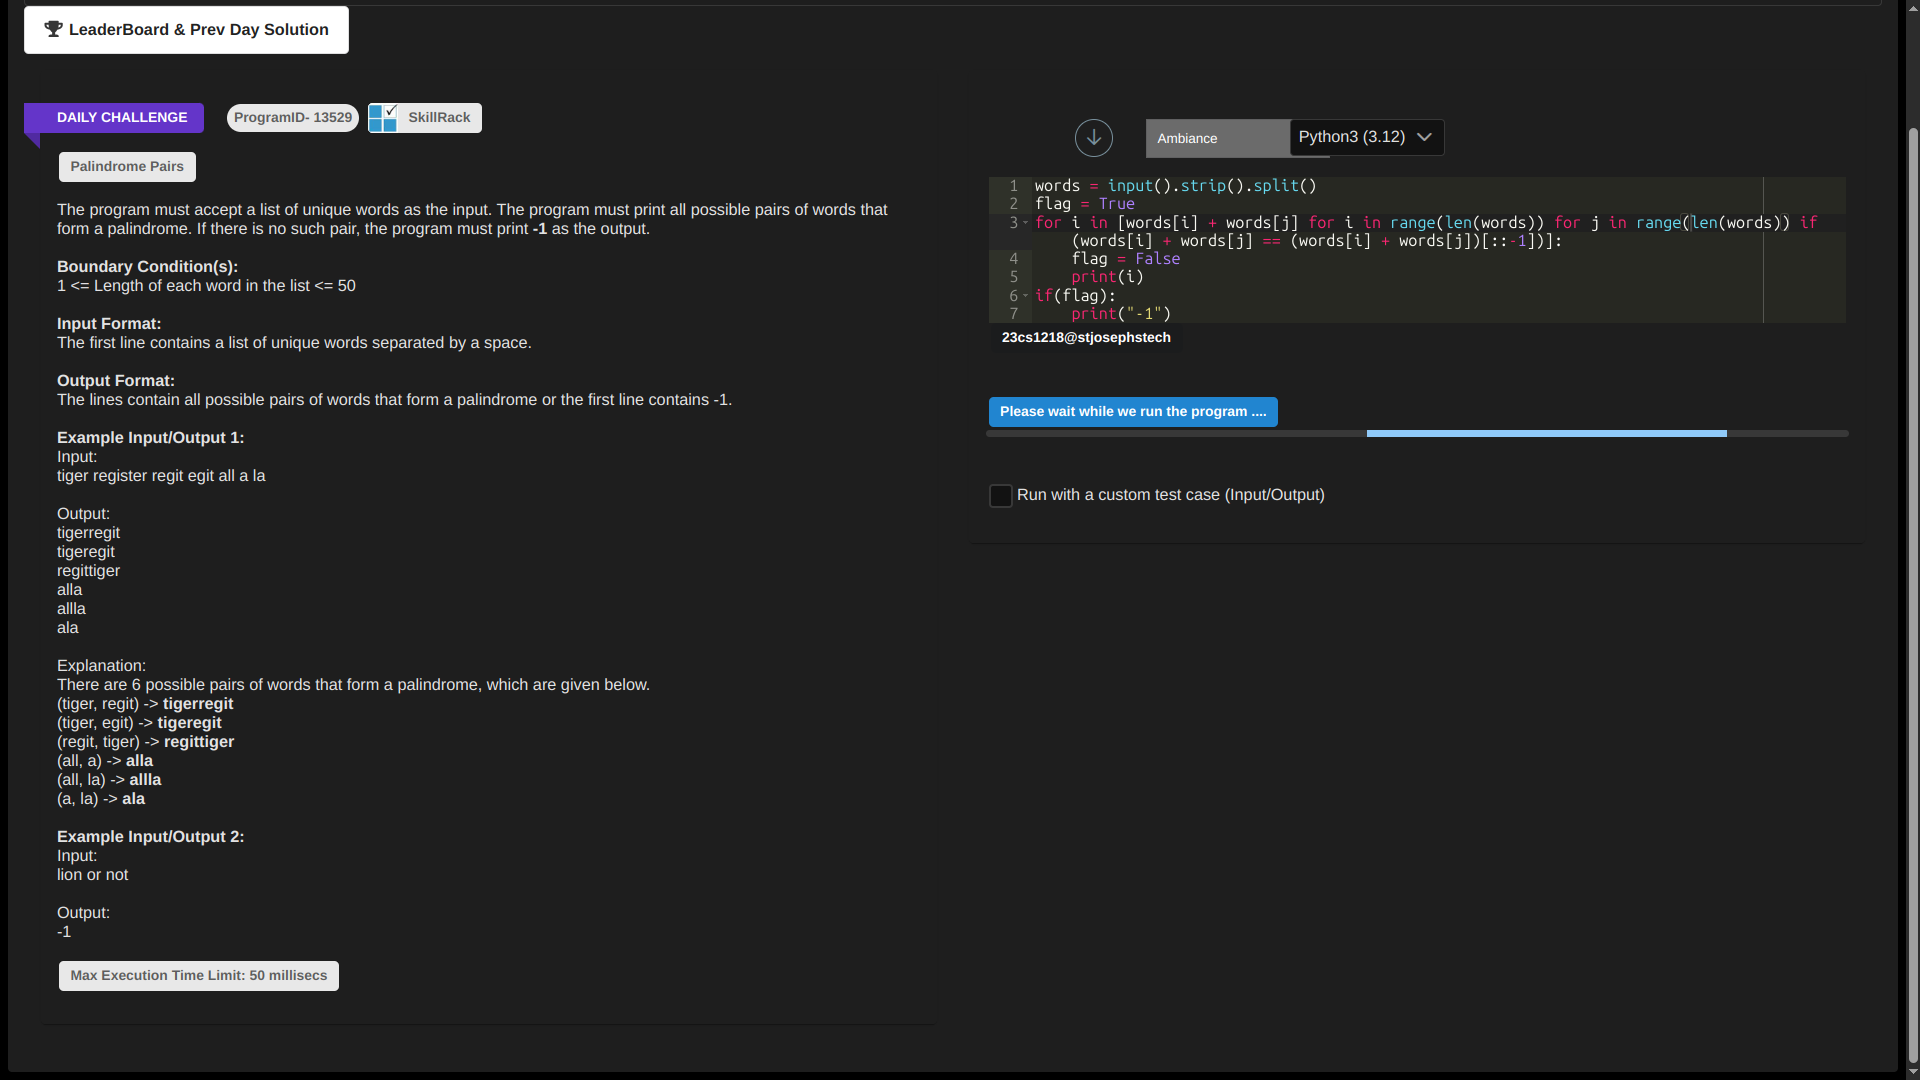 LeaderBoard & Prev Day Solution
DAILY CHALLENGE
ProgramID- 13529
SkillRack
Palindrome Pairs
The program must accept a list of unique words as the input. The program must print all possible pairs of words that
form a palindrome. If there is no such pair, the program must print -1 as the output.
Boundary Condition(s):
1 <= Length of each word in the list <= 50
Input Format:
The first line contains a list of unique words separated by a space.
Output Format:
The lines contain all possible pairs of words that form a palindrome or the first line contains -1.
Example Input/Output 1:
Input:
tiger register regit egit all a la
Output:
tigerregit
tigeregit
regittiger
alla
allla
ala
Explanation:
There are 6 possible pairs of words that form a palindrome, which are given below.
(tiger, regit) -> tigerregit
(tiger, egit) -> tigeregit
(regit, tiger) -> regittiger
(all, a) -> alla
(all, la) -> allla
(a, la) -> ala
Example Input/Output 2:
Input:
lion or not
Output:
-1
Max Execution Time Limit: 50 millisecs
Ambiance
Python3 (3.12)
1 words = input().strip().split()
2 flag = True
3 for i in [words[i] + words[j] for i in range(len(words)) for j in range(len(words)) if
(words[i] + words[j] == (words[i] + words[j])[::-1])]:
4 flag = False
5 print(i)
6 if(flag):
7 print("-1")
23cs1218@stjosephstech
Please wait while we run the program ....
Run with a custom test case (Input/Output)